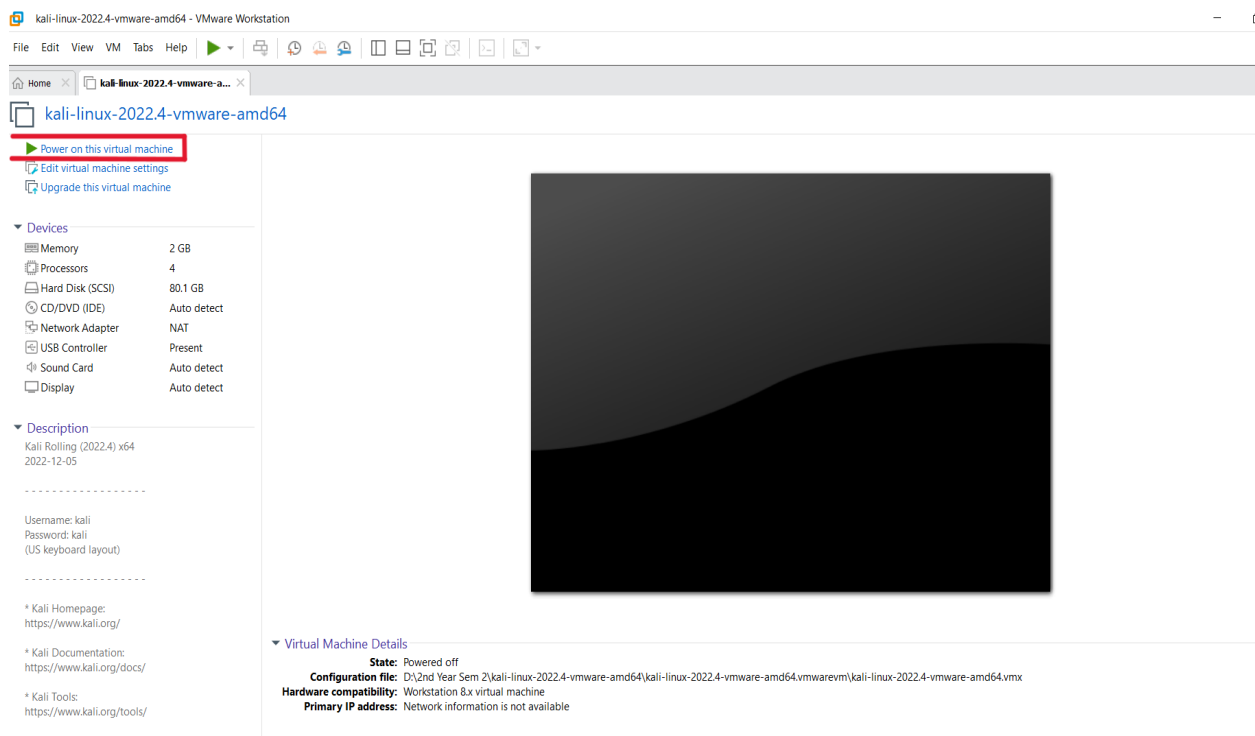 kali-linux-2022.4-vmware-amd64 - VMware Workstation
File Edit View VM Tabs Help
Home
kali-linux-2022.4-vmware-a...
kali-linux-2022.4-vmware-amd64
Power on this virtual machine
Edit virtual machine settings
Upgrade this virtual machine
Devices
Memory 2 GB
Processors 4
Hard Disk (SCSI) 80.1 GB
CD/DVD (IDE) Auto detect
Network Adapter NAT
USB Controller Present
Sound Card Auto detect
Display Auto detect
Description
Kali Rolling (2022.4) x64
2022-12-05
- - - - - - - - - - - - - - - - - -
Username: kali
Password: kali
(US keyboard layout)
- - - - - - - - - - - - - - - - - -
* Kali Homepage:
https://www.kali.org/
* Kali Documentation:
https://www.kali.org/docs/
* Kali Tools:
https://www.kali.org/tools/
Virtual Machine Details
State: Powered off
Configuration file: D:\2nd Year Sem 2\kali-linux-2022.4-vmware-amd64\kali-linux-2022.4-vmware-amd64.vmwarevm\kali-linux-2022.4-vmware-amd64.vmx
Hardware compatibility: Workstation 8.x virtual machine
Primary IP address: Network information is not available